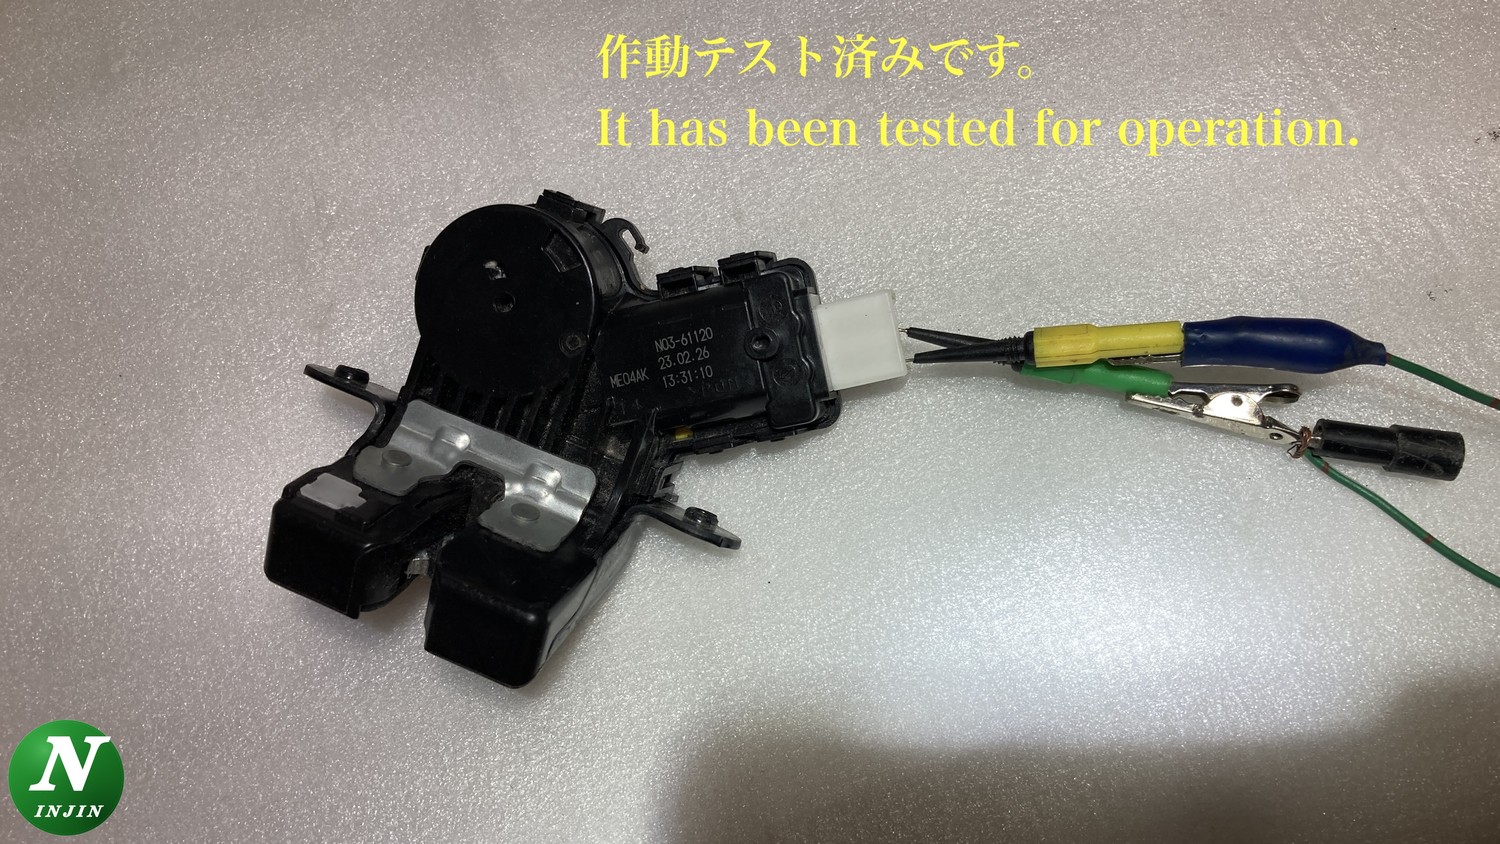 作動テスト済みです。
It has been tested for operation.
N03-61120
23.02.26
ME04AK 13:31:10
N
INJIN